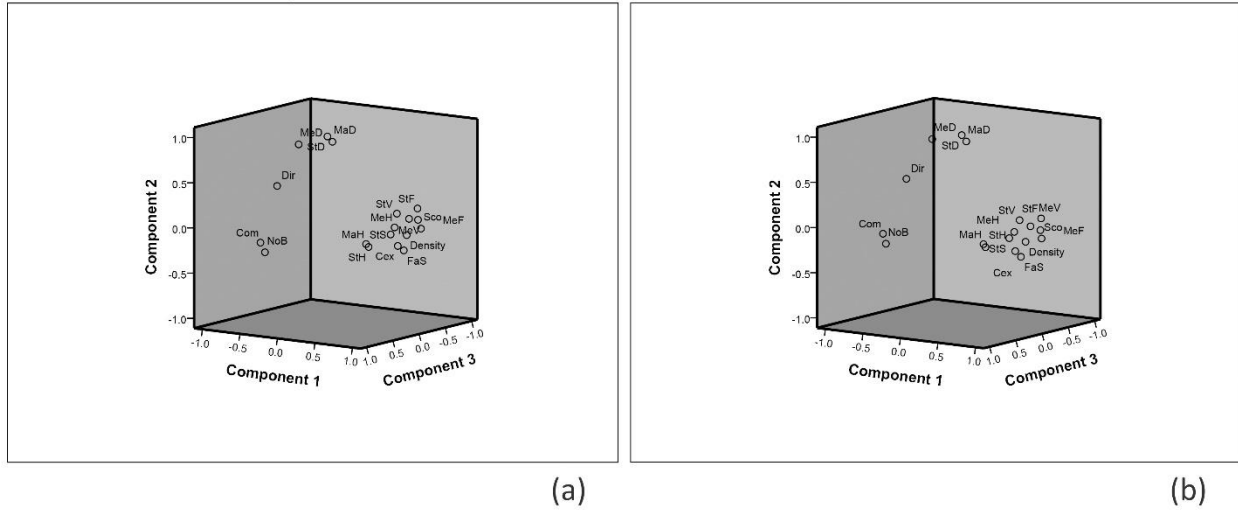 MeD MaD
1.0
StD
Component 2
0.5
Dir
StV StF
MeH Sco MeF
0.0
Com NoB
MaH StS MeV
Density
StH Cex FaS
-0.5
-1.0
-1.0 -0.5 0.0 0.5 1.0
1.0 0.5 0.0 -0.5 -1.0
Component 1
Component 3
(a)
MeD MaD
1.0
StD
Component 2
0.5
Dir
StV StF MeV
MeH Sco MeF
0.0
Com NoB
MaH StH
StS Density
Cex FaS
-0.5
-1.0
-1.0 -0.5 0.0 0.5 1.0
1.0 0.5 0.0 -0.5 -1.0
Component 1
Component 3
(b)